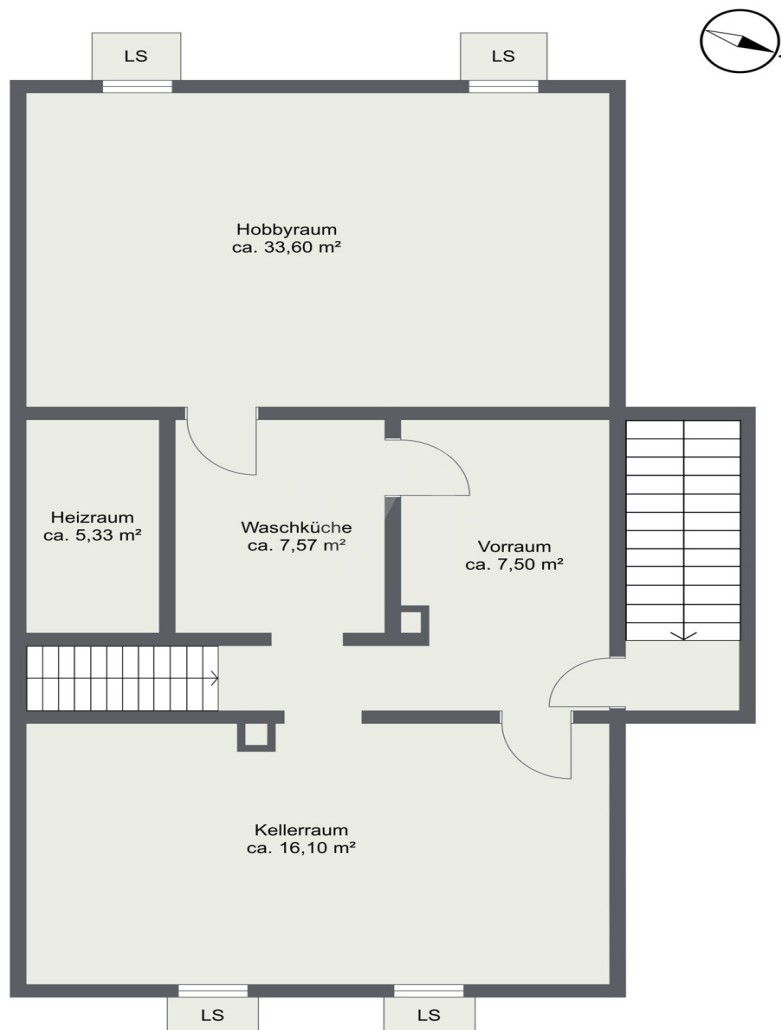 LS
LS
Hobbyraum
ca. 33,60 m²
Heizraum
ca. 5,33 m²
Waschküche
ca. 7,57 m²
Vorraum
ca. 7,50 m²
Kellerraum
ca. 16,10 m²
LS
LS